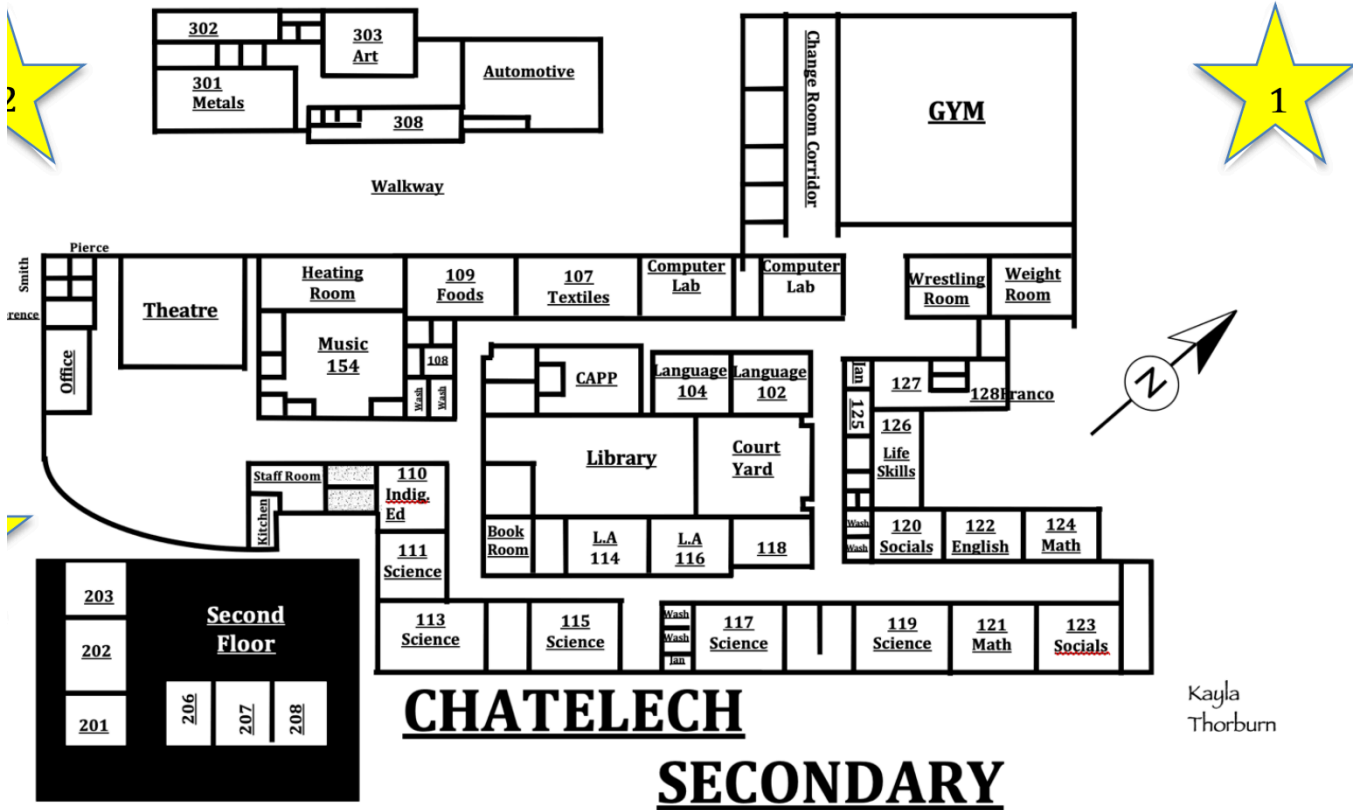 302
303
Art
Automotive
301
Metals
308
Walkway
Change Room Corridor
GYM
1
2
Pierce
Smith
rence
Office
Theatre
Heating
Room
109
Foods
107
Textiles
Computer
Lab
Computer
Lab
Wrestling
Room
Weight
Room
Music
154
108
Wash
Wash
CAPP
Language
104
Language
102
Jan
125
127
128Franco
126
Life
Skills
N
Library
Court
Yard
Staff Room
Kitchen
110
Indig.
Ed
111
Science
Book
Room
L.A
114
L.A
116
118
Wash
Wash
120
Socials
122
English
124
Math
113
Science
115
Science
Wash
Wash
Jan
117
Science
119
Science
121
Math
123
Socials
203
202
201
Second
Floor
206
207
208
CHATELECH
SECONDARY
Kayla
Thorburn